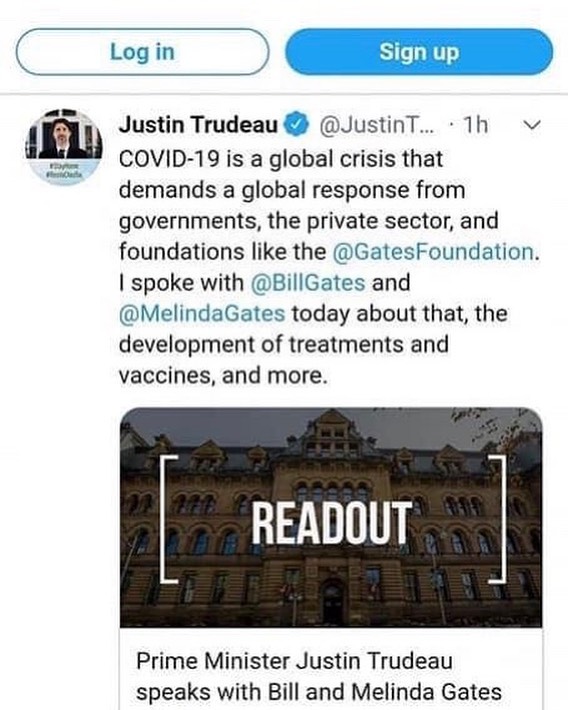 Log in
Sign up
Justin Trudeau @JustinT... · 1h
COVID-19 is a global crisis that
demands a global response from
governments, the private sector, and
foundations like the @GatesFoundation.
I spoke with @BillGates and
@MelindaGates today about that, the
development of treatments and
vaccines, and more.
[READOUT]
Prime Minister Justin Trudeau
speaks with Bill and Melinda Gates